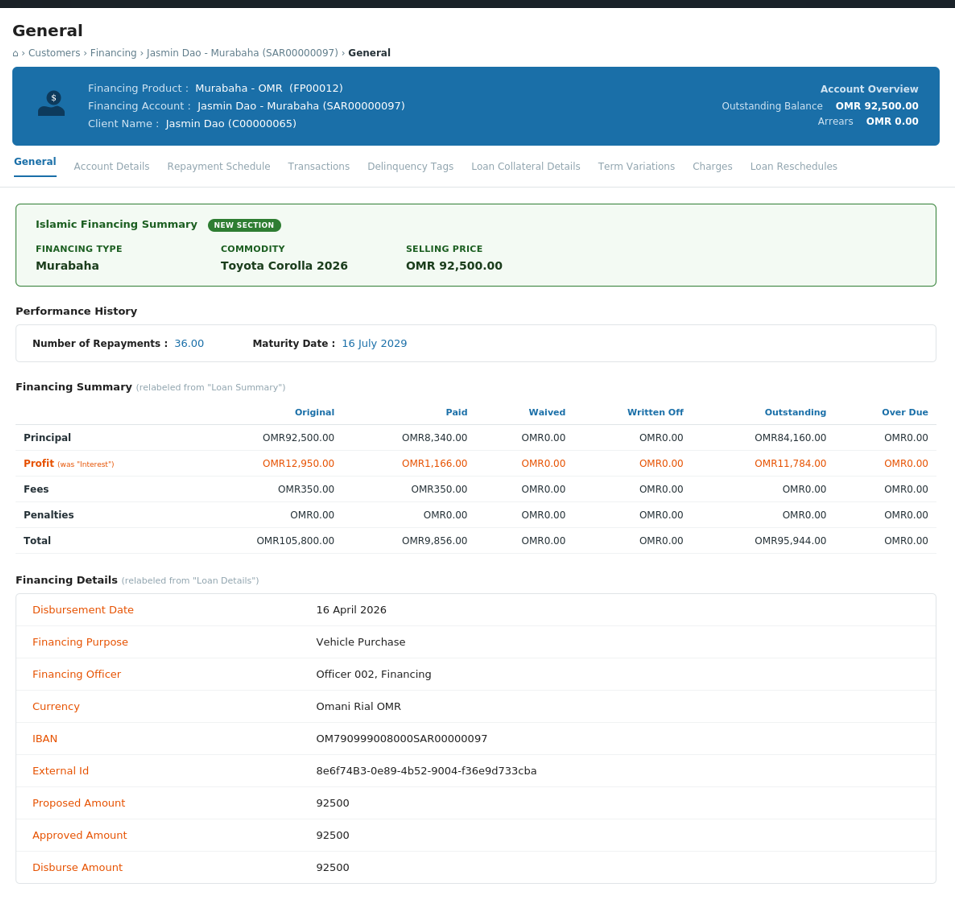 General
⌂ › Customers › Financing › Jasmin Dao - Murabaha (SAR00000097) › General
$
Financing Product : Murabaha - OMR (FP00012)
Financing Account : Jasmin Dao - Murabaha (SAR00000097)
Client Name : Jasmin Dao (C00000065)
Account Overview
Outstanding Balance OMR 92,500.00
Arrears OMR 0.00
General Account Details Repayment Schedule Transactions Delinquency Tags Loan Collateral Details Term Variations Charges Loan Reschedules
Islamic Financing Summary NEW SECTION
FINANCING TYPE COMMODITY SELLING PRICE
Murabaha Toyota Corolla 2026 OMR 92,500.00
Performance History
Number of Repayments : 36.00 Maturity Date : 16 July 2029
Financing Summary (relabeled from "Loan Summary")
Original Paid Waived Written Off Outstanding Over Due
Principal OMR92,500.00 OMR8,340.00 OMR0.00 OMR0.00 OMR84,160.00 OMR0.00
Profit (was "Interest") OMR12,950.00 OMR1,166.00 OMR0.00 OMR0.00 OMR11,784.00 OMR0.00
Fees OMR350.00 OMR350.00 OMR0.00 OMR0.00 OMR0.00 OMR0.00
Penalties OMR0.00 OMR0.00 OMR0.00 OMR0.00 OMR0.00 OMR0.00
Total OMR105,800.00 OMR9,856.00 OMR0.00 OMR0.00 OMR95,944.00 OMR0.00
Financing Details (relabeled from "Loan Details")
Disbursement Date 16 April 2026
Financing Purpose Vehicle Purchase
Financing Officer Officer 002, Financing
Currency Omani Rial OMR
IBAN OM790999008000SAR00000097
External Id 8e6f74B3-0e89-4b52-9004-f36e9d733cba
Proposed Amount 92500
Approved Amount 92500
Disburse Amount 92500